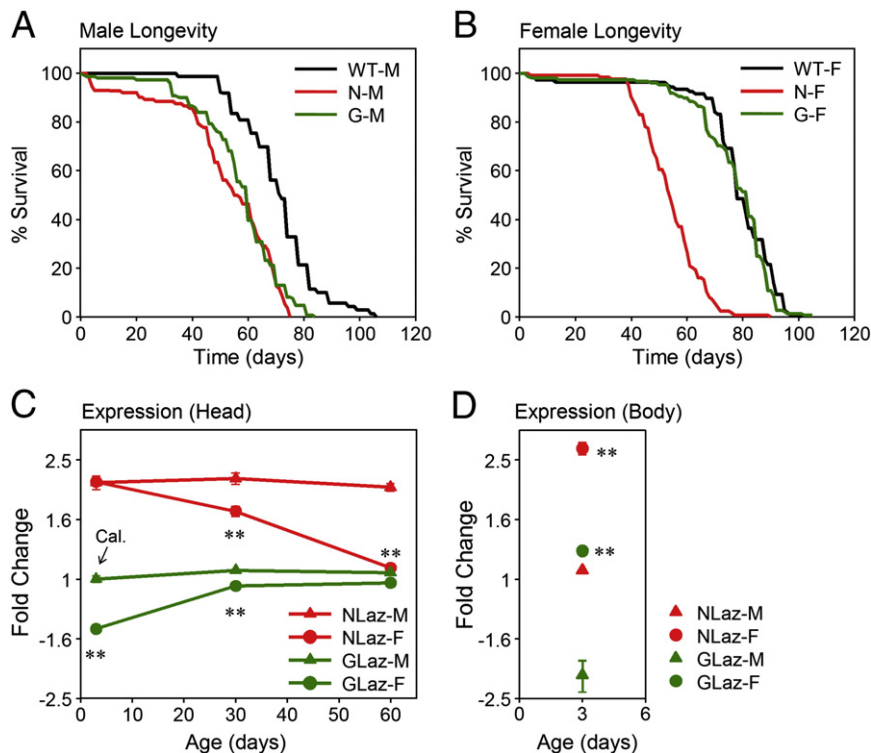 A
Male Longevity
WT-M
N-M
G-M
% Survival
100
80
60
40
20
0
0 20 40 60 80 100 120
Time (days)
B
Female Longevity
WT-F
N-F
G-F
% Survival
100
80
60
40
20
0
0 20 40 60 80 100 120
Time (days)
C
Expression (Head)
Fold Change
2.5
1.6
1
-1.6
-2.5
Cal.
**
**
**
**
NLaz-M
NLaz-F
GLaz-M
GLaz-F
0 10 20 30 40 50 60
Age (days)
D
Expression (Body)
Fold Change
2.5
1.6
1
-1.6
-2.5
**
**
NLaz-M
NLaz-F
GLaz-M
GLaz-F
0 3 6
Age (days)